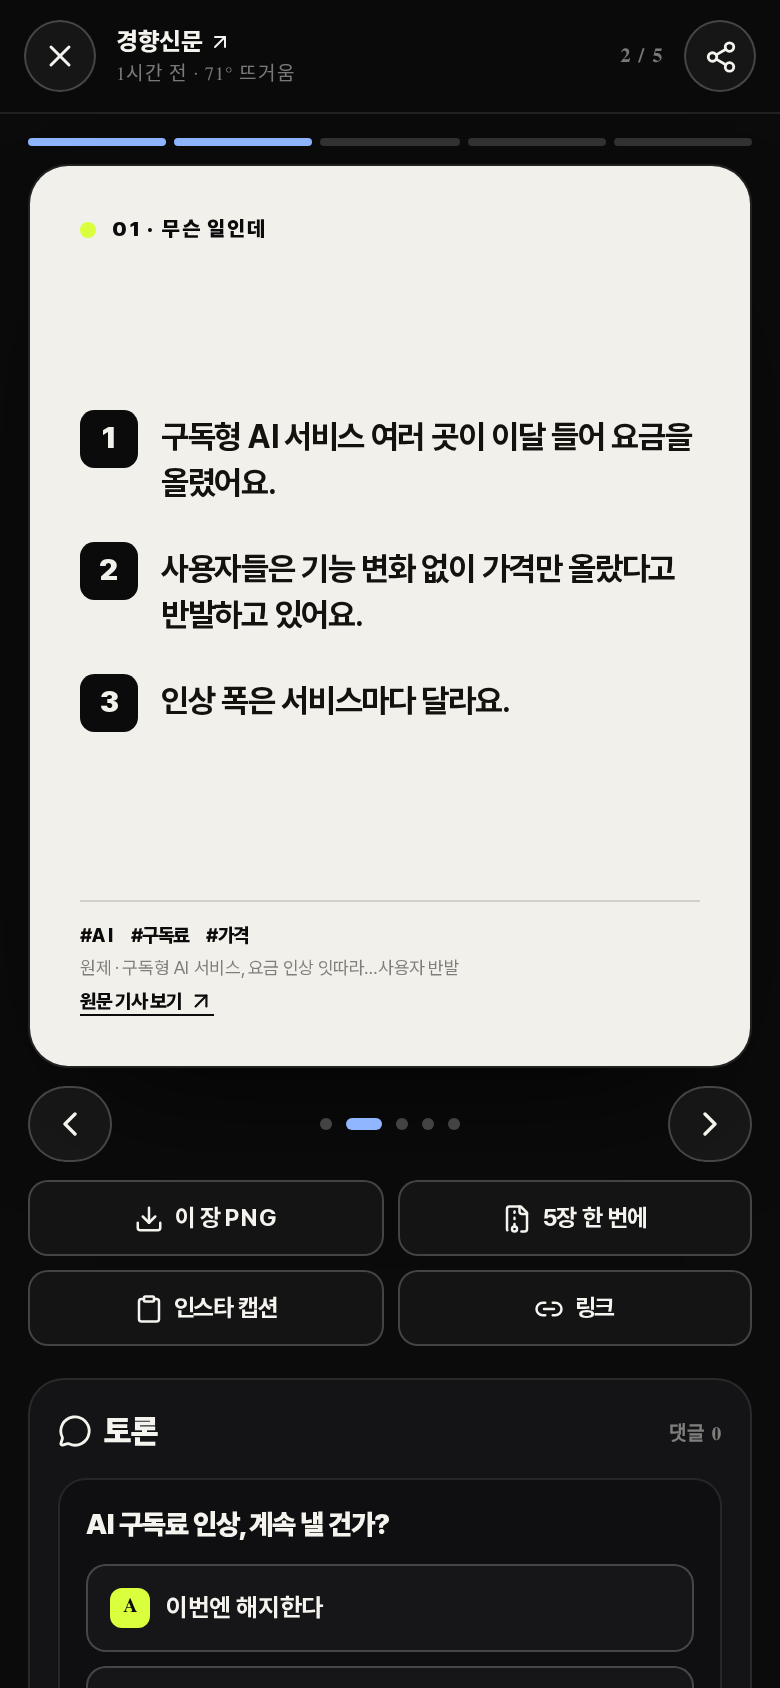 경향신문
1시간 전 · 71° 뜨거움
2 / 5
01 · 무슨 일인데
1 구독형 AI 서비스 여러 곳이 이달 들어 요금을
올렸어요.
2 사용자들은 기능 변화 없이 가격만 올랐다고
반발하고 있어요.
3 인상 폭은 서비스마다 달라요.
#AI #구독료 #가격
원제 · 구독형 AI 서비스, 요금 인상 잇따라…사용자 반발
원문 기사 보기
이 장 PNG
5장 한 번에
인스타 캡션
링크
토론
댓글 0
AI 구독료 인상, 계속 낼 건가?
A 이번엔 해지한다